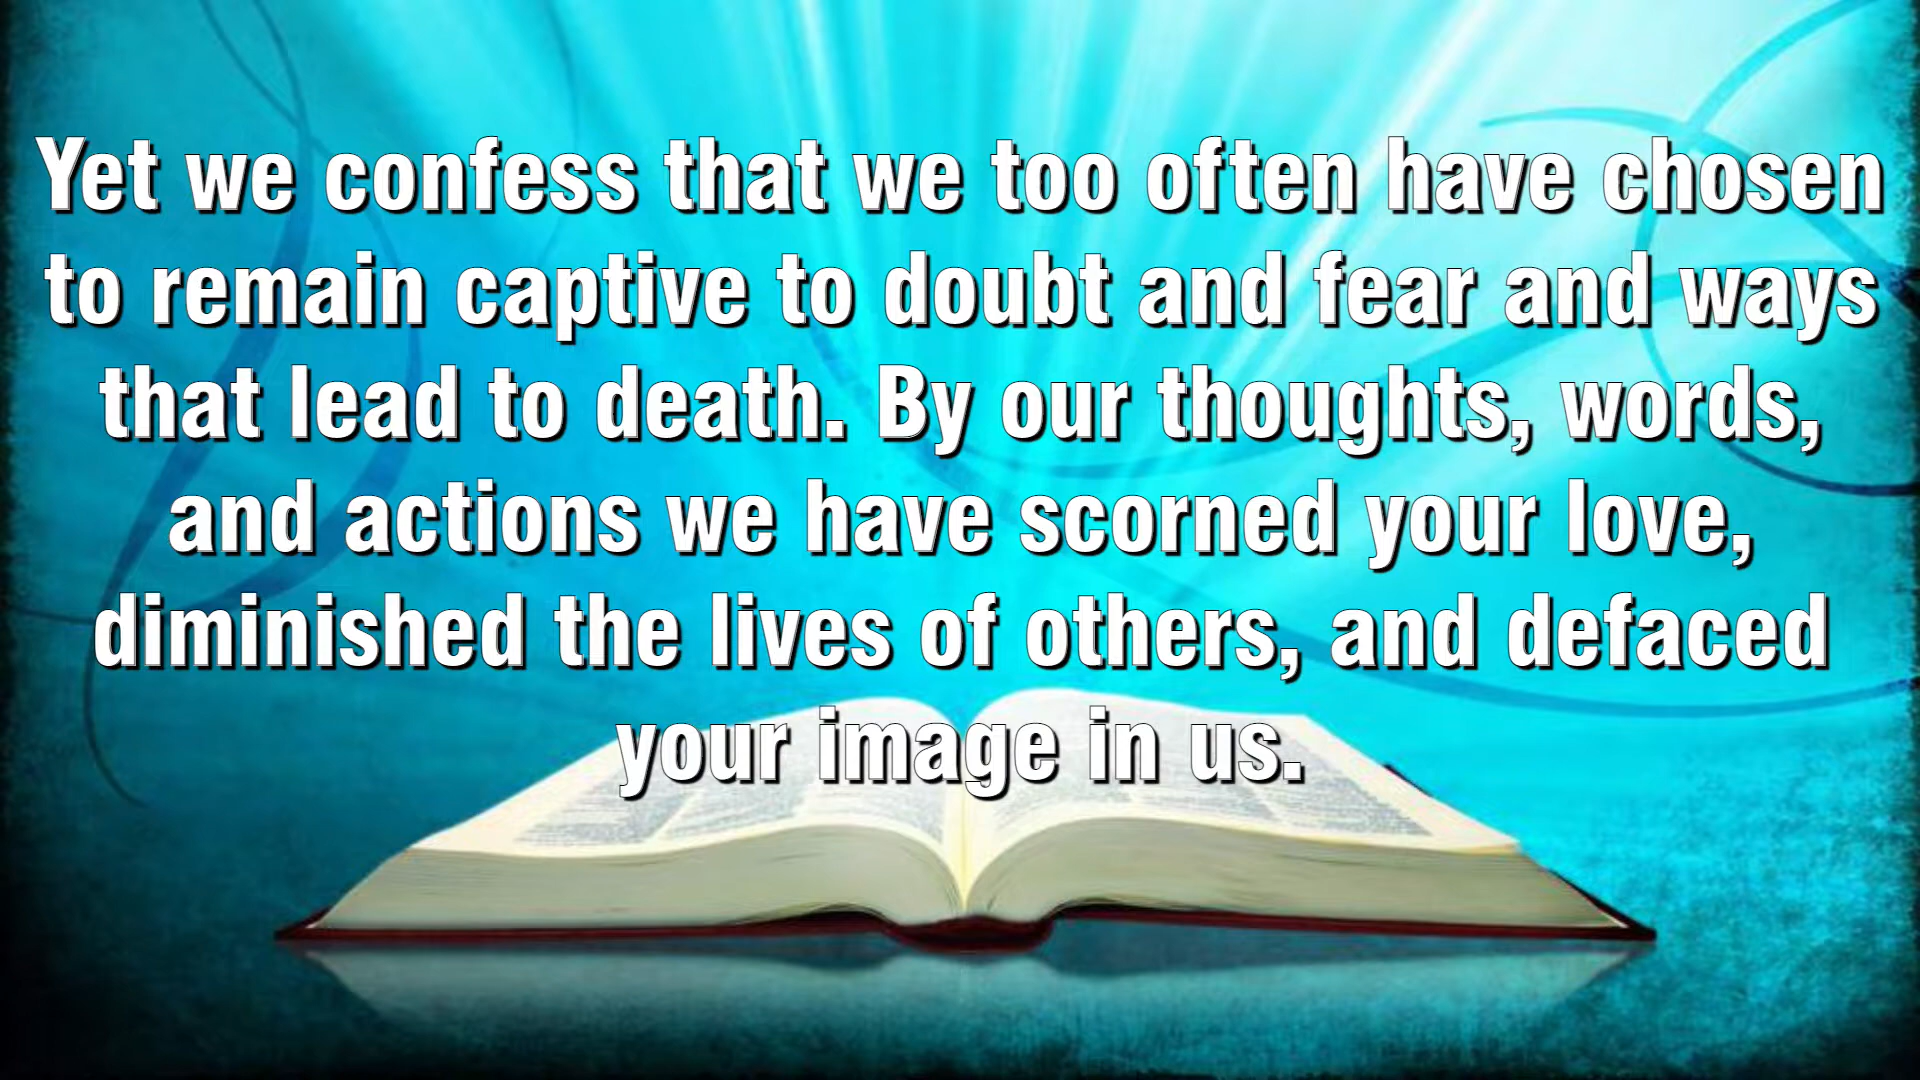 Yet we confess that we too often have chosen
to remain captive to doubt and fear and ways
that lead to death. By our thoughts, words,
and actions we have scorned your love,
diminished the lives of others, and defaced
your image in us.